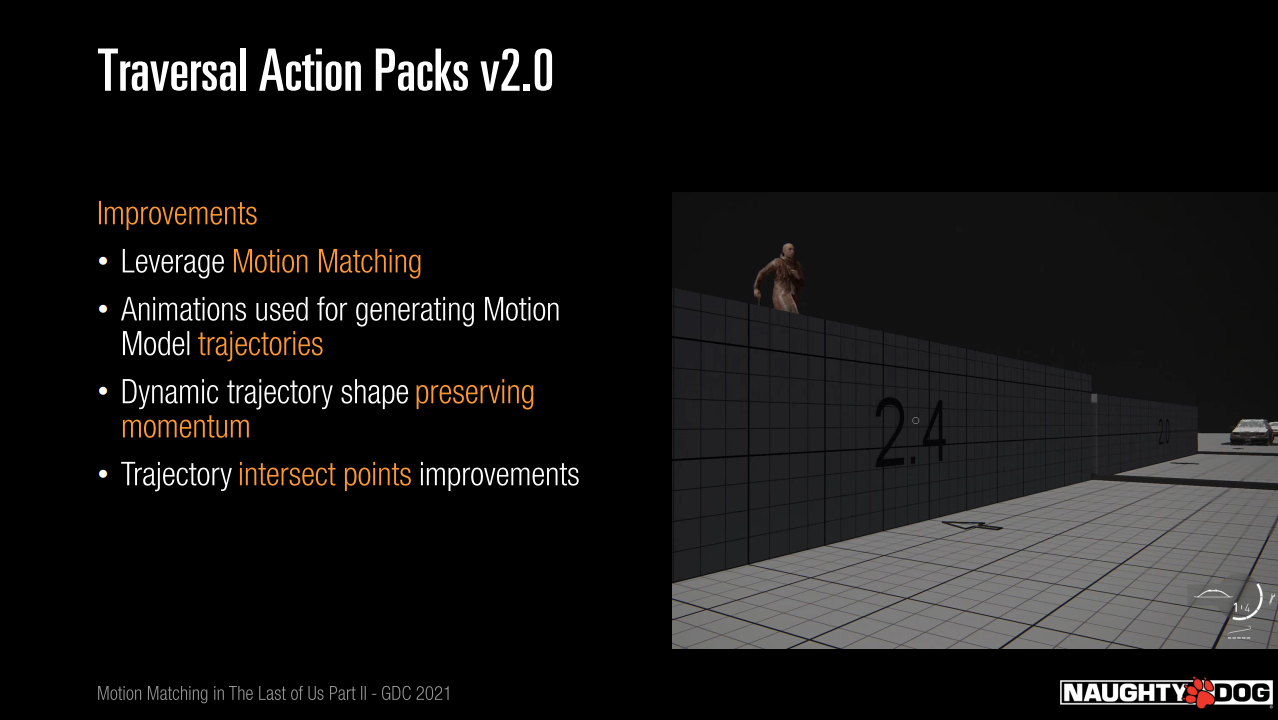 Traversal Action Packs v2.0
Improvements
• Leverage Motion Matching
• Animations used for generating Motion
Model trajectories
• Dynamic trajectory shape preserving
momentum
• Trajectory intersect points improvements
2.4
2.0
Motion Matching in The Last of Us Part II - GDC 2021
NAUGHTY DOG